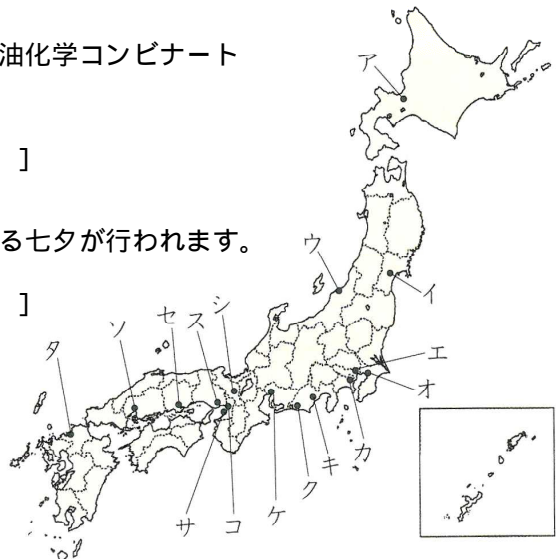 油化学コンビナート
]
る七夕が行われます。
]
ア
イ
ウ
エ
オ
カ
キ
ク
ケ
コ
サ
シ
ス
セ
ソ
タ